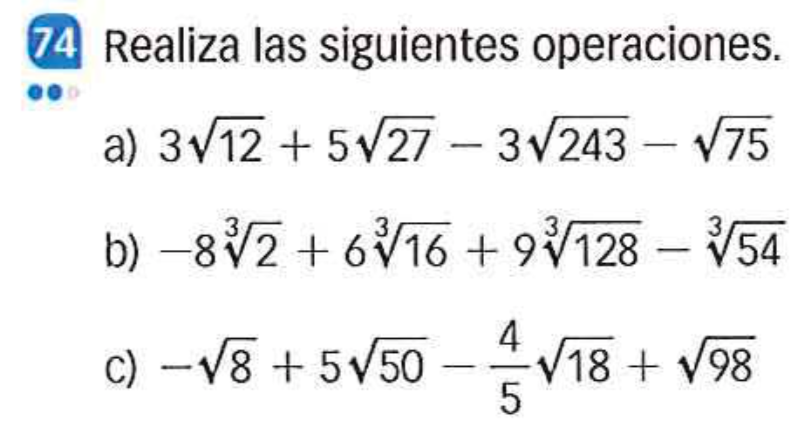 74 Realiza las siguientes operaciones.
a) 3√12 + 5√27 − 3√243 − √75
b) −8∛2 + 6∛16 + 9∛128 − ∛54
c) −√8 + 5√50 − 4/5 √18 + √98